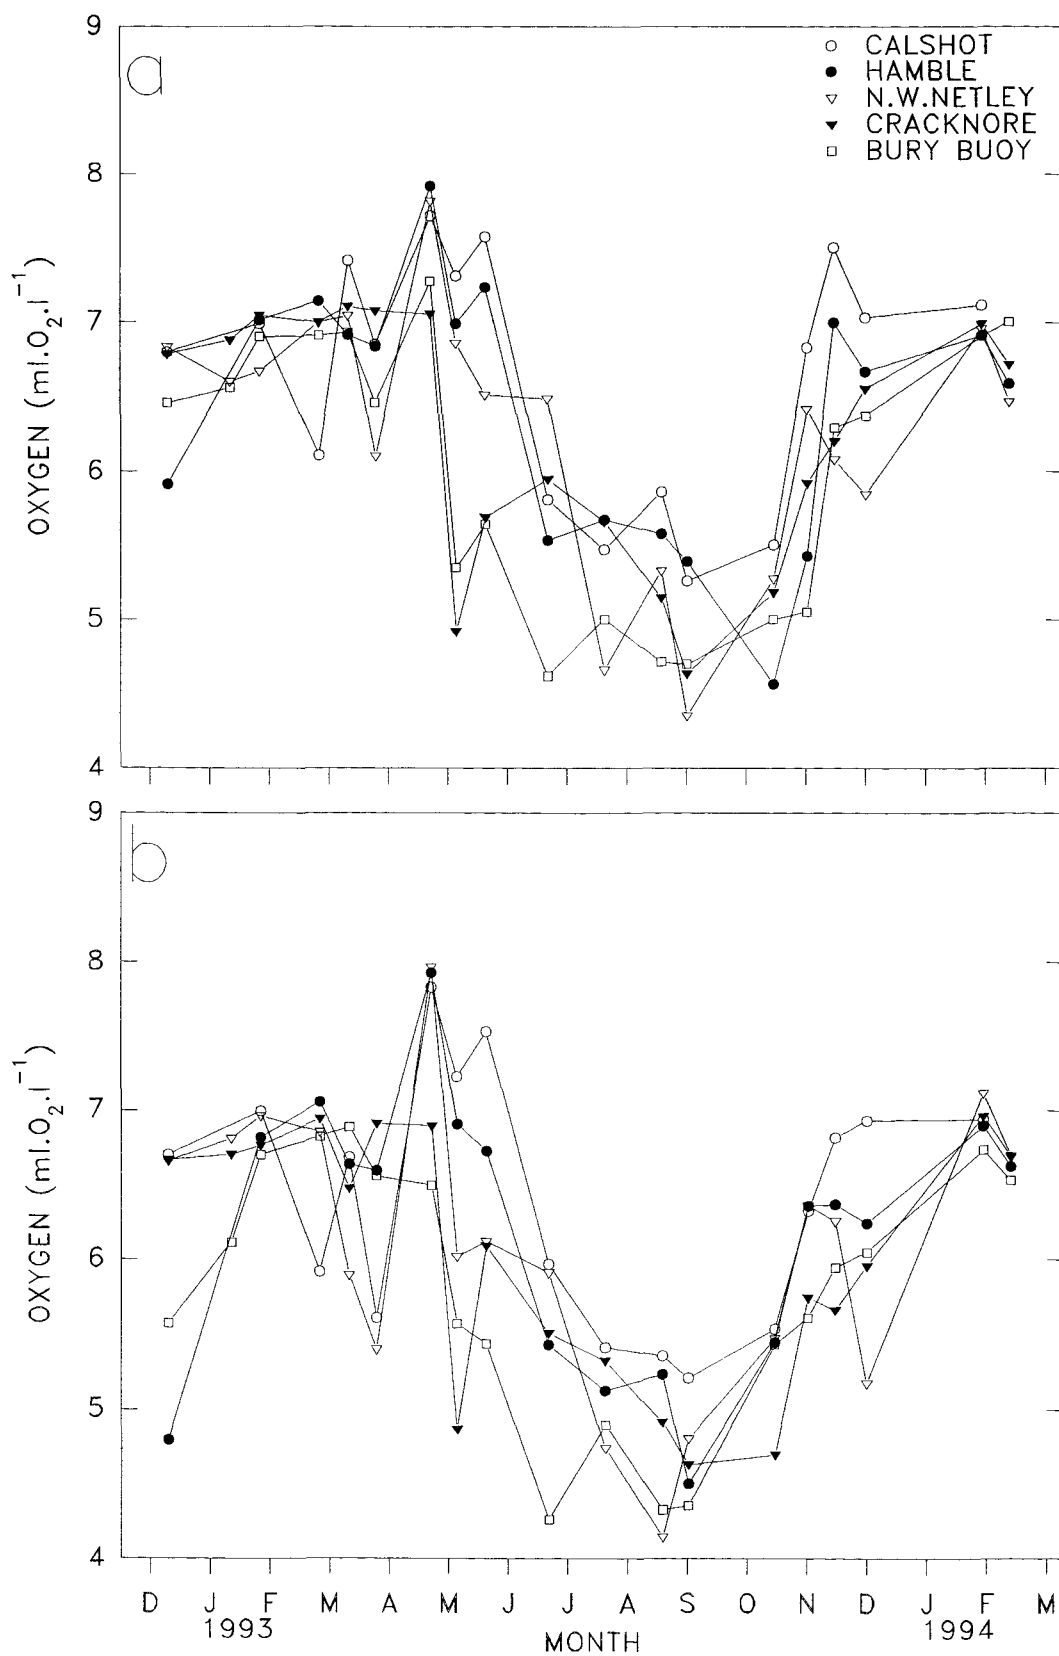 a
CALSHOT
HAMBLE
N.W.NETLEY
CRACKNORE
BURY BUOY
9
8
7
6
5
4
OXYGEN (ml.O₂.l⁻¹)
b
9
8
7
6
5
4
OXYGEN (ml.O₂.l⁻¹)
D J F M A M J J A S O N D F M
1993 1994
MONTH